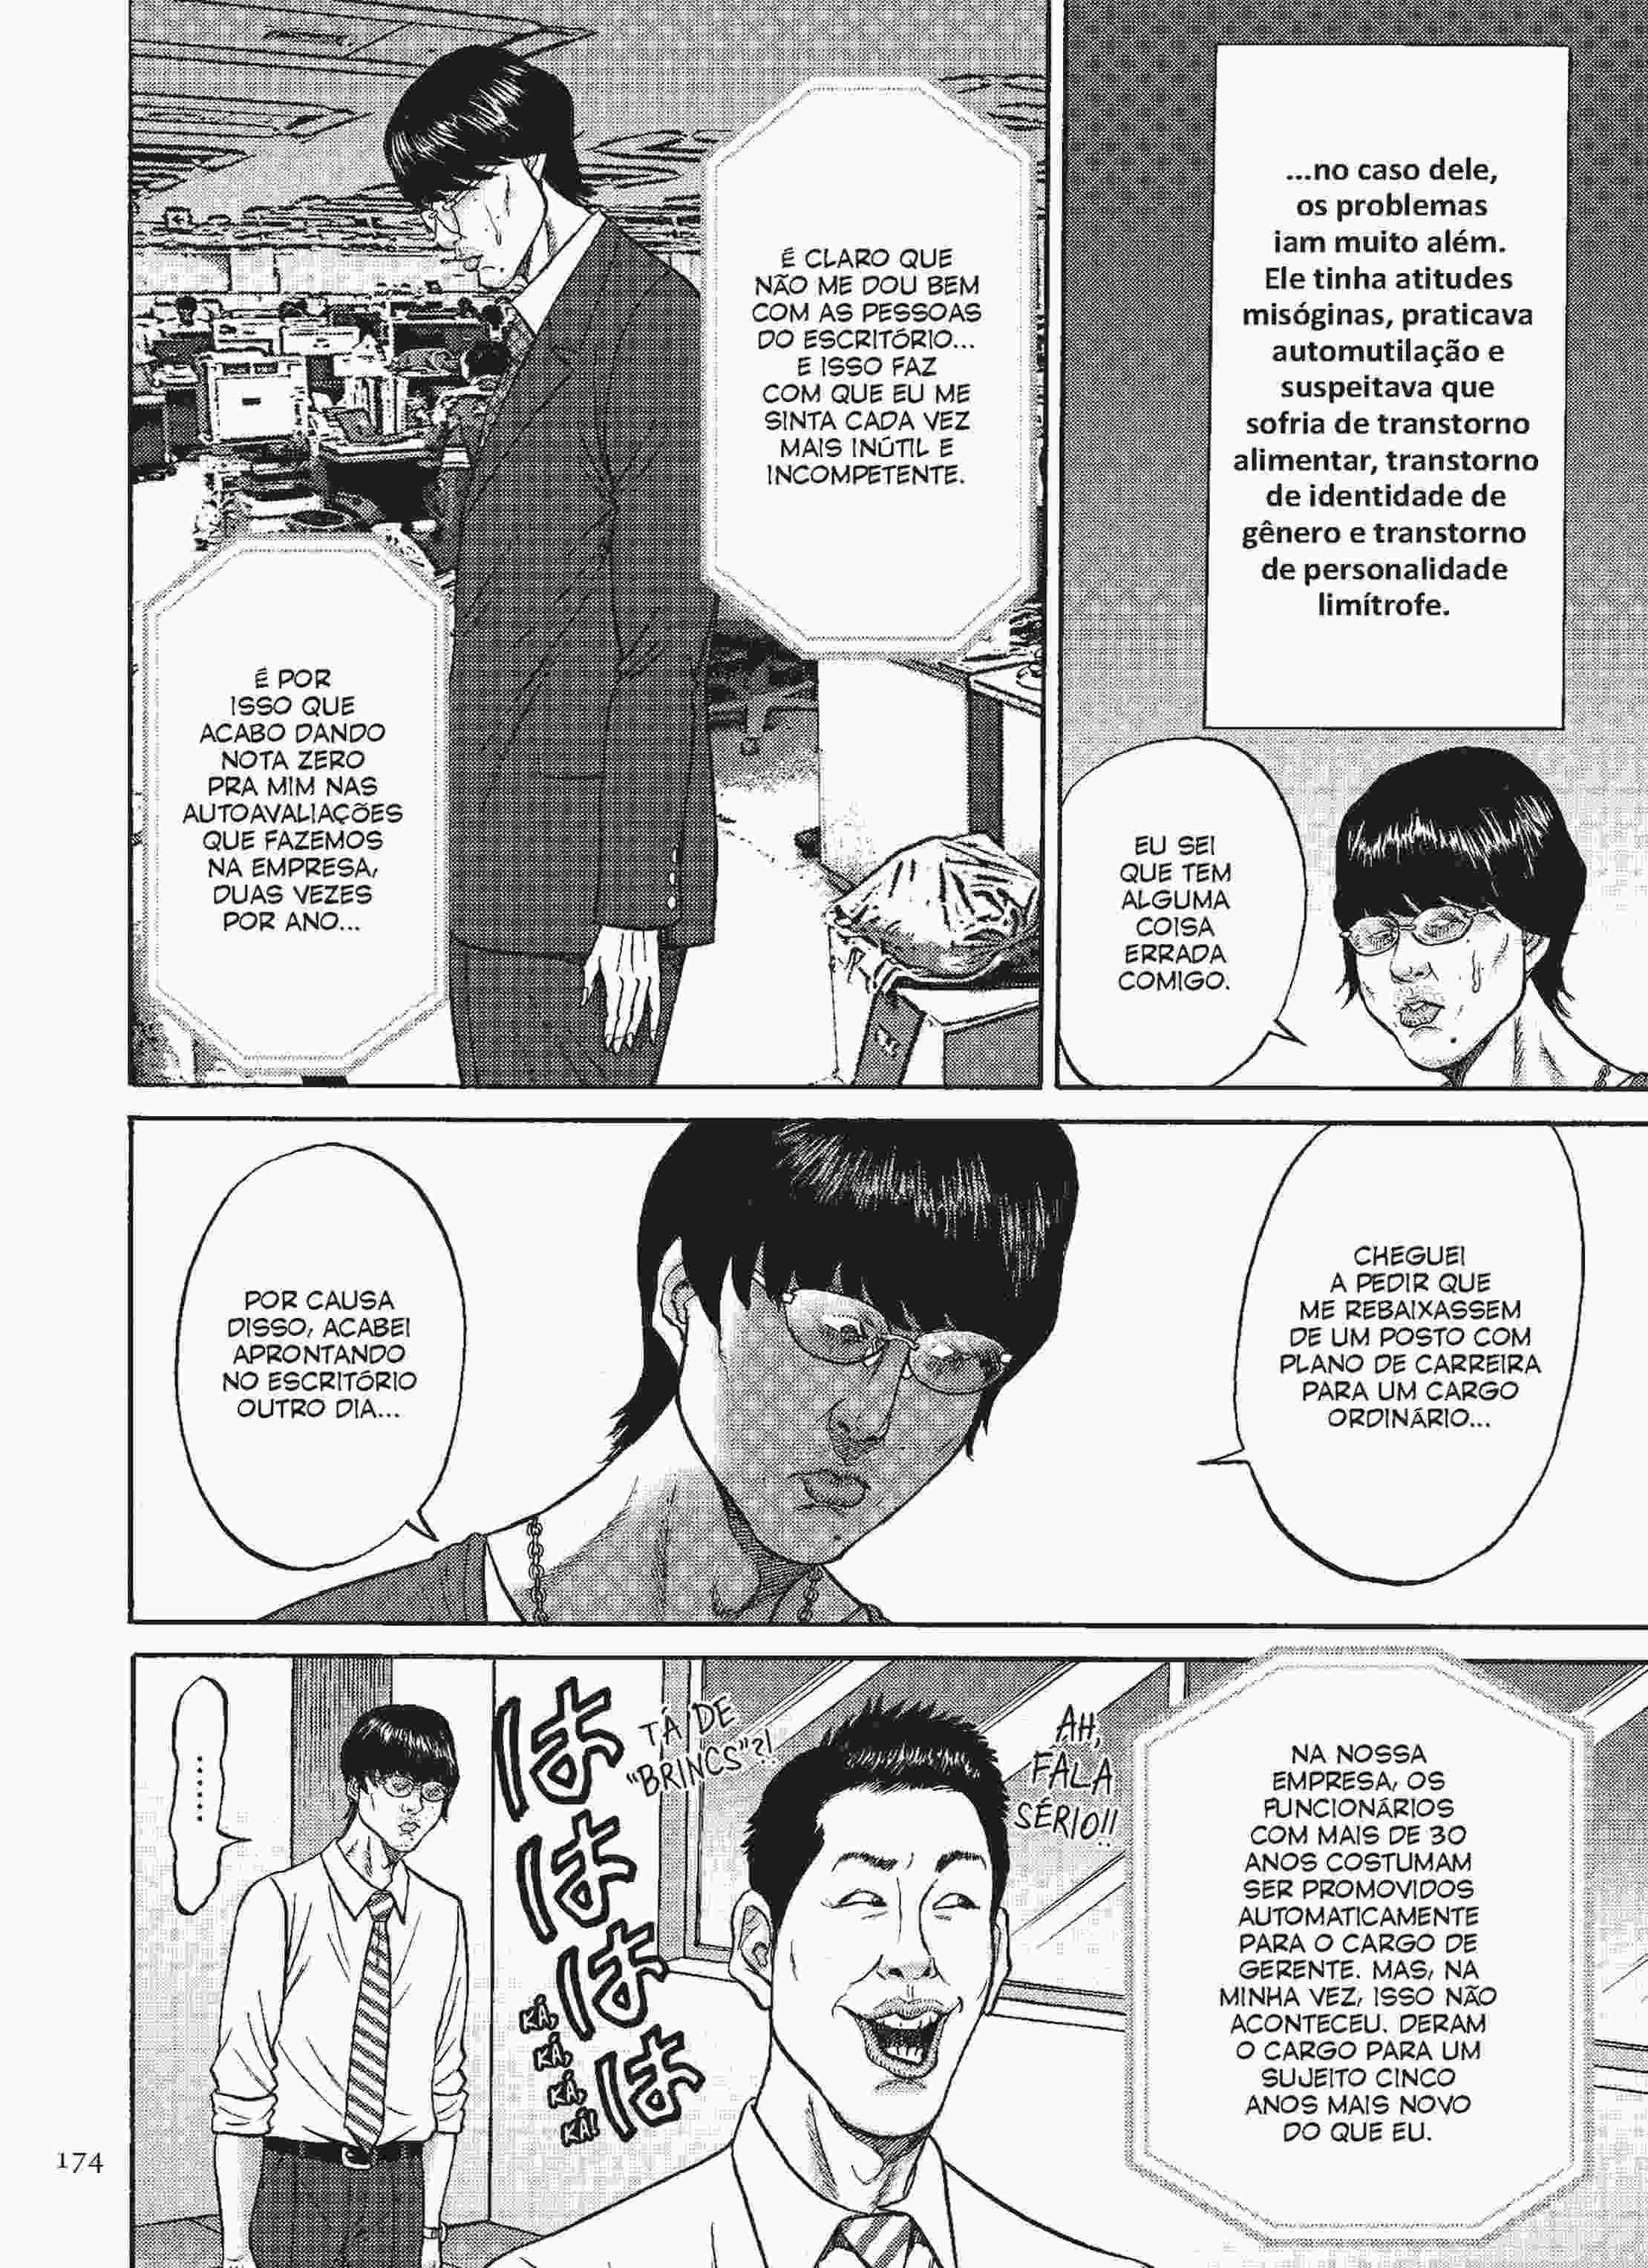 ...no caso dele,
os problemas
iam muito além.
Ele tinha atitudes
misóginas, praticava
automutilação e
suspeitava que
sofria de transtorno
alimentar, transtorno
de identidade de
gênero e transtorno
de personalidade
limítrofe.
EU SEI
QUE TEM
ALGUMA
COISA
ERRADA
COMIGO.
É CLARO QUE
NÃO ME DOU BEM
COM AS PESSOAS
DO ESCRITÓRIO...
E ISSO FAZ
COM QUE EU ME
SINTA CADA VEZ
MAIS INÚTIL E
INCOMPETENTE.
É POR
ISSO QUE
ACABO DANDO
NOTA ZERO
PRA MIM NAS
AUTOAVALIAÇÕES
QUE FAZEMOS
NA EMPRESA,
DUAS VEZES
POR ANO...
CHEGUEI
A PEDIR QUE
ME REBAIXASSEM
DE UM POSTO COM
PLANO DE CARREIRA
PARA UM CARGO
ORDINÁRIO...
POR CAUSA
DISSO, ACABEI
APRONTANDO
NO ESCRITÓRIO
OUTRO DIA...
NA NOSSA
EMPRESA, OS
FUNCIONÁRIOS
COM MAIS DE 30
ANOS COSTUMAM
SER PROMOVIDOS
AUTOMATICAMENTE
PARA O CARGO DE
GERENTE. MAS, NA
MINHA VEZ, ISSO NÃO
ACONTECEU. DERAM
O CARGO PARA UM
SUJEITO CINCO
ANOS MAIS NOVO
DO QUE EU.
AH,
FALA
SÉRIO!!
TÁ DE
"BRINCS"?!
はははは
KÁ,
KÁ,
KÁ,
KÁ!
......
174